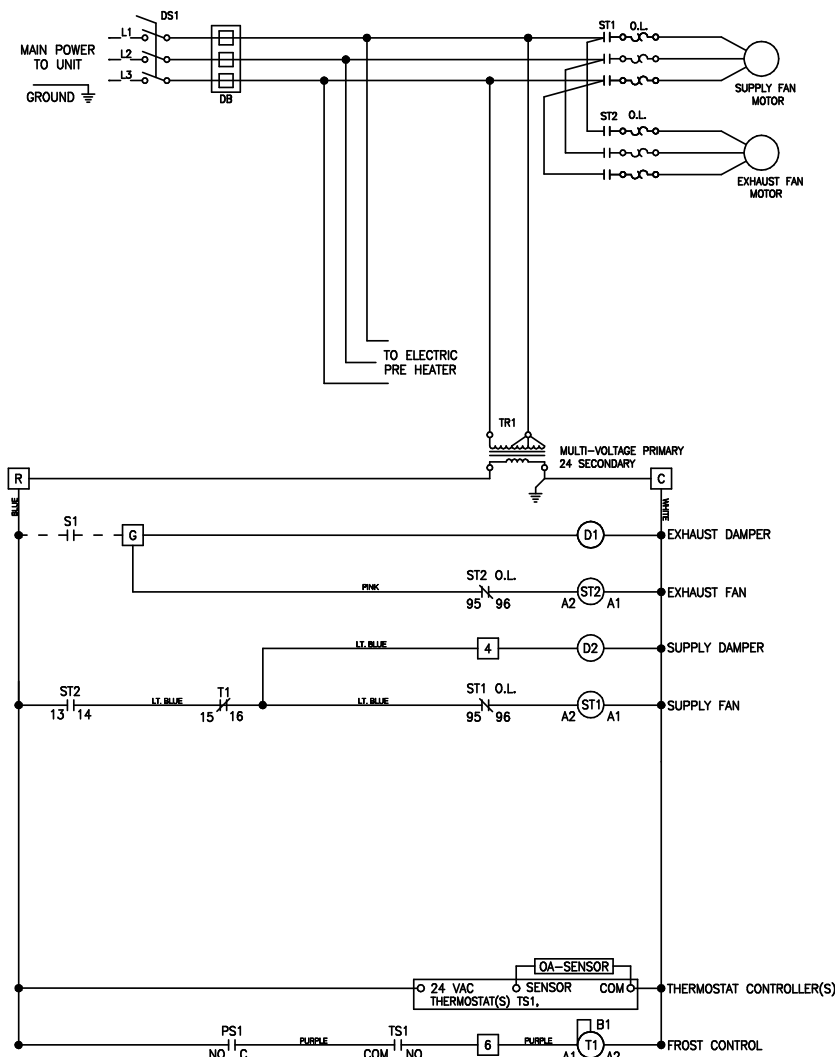 DS1
L1
L2
L3
MAIN POWER
TO UNIT
GROUND
DB
ST1 O.L.
SUPPLY FAN
MOTOR
ST2 O.L.
EXHAUST FAN
MOTOR
TO ELECTRIC
PRE HEATER
TR1
MULTI-VOLTAGE PRIMARY
24 SECONDARY
R
C
BLUE
WHITE
S1
G
D1
EXHAUST DAMPER
PINK
ST2 O.L.
95 96
A2 ST2 A1
EXHAUST FAN
LT. BLUE
4
D2
SUPPLY DAMPER
ST2
13 14
LT. BLUE
T1
15 16
LT. BLUE
ST1 O.L.
95 96
A2 ST1 A1
SUPPLY FAN
OA-SENSOR
24 VAC SENSOR COM
THERMOSTAT(S) TS1,
THERMOSTAT CONTROLLER(S)
PS1
NO C
PURPLE
TS1
COM NO
6
PURPLE
B1
A1 T1 A2
FROST CONTROL